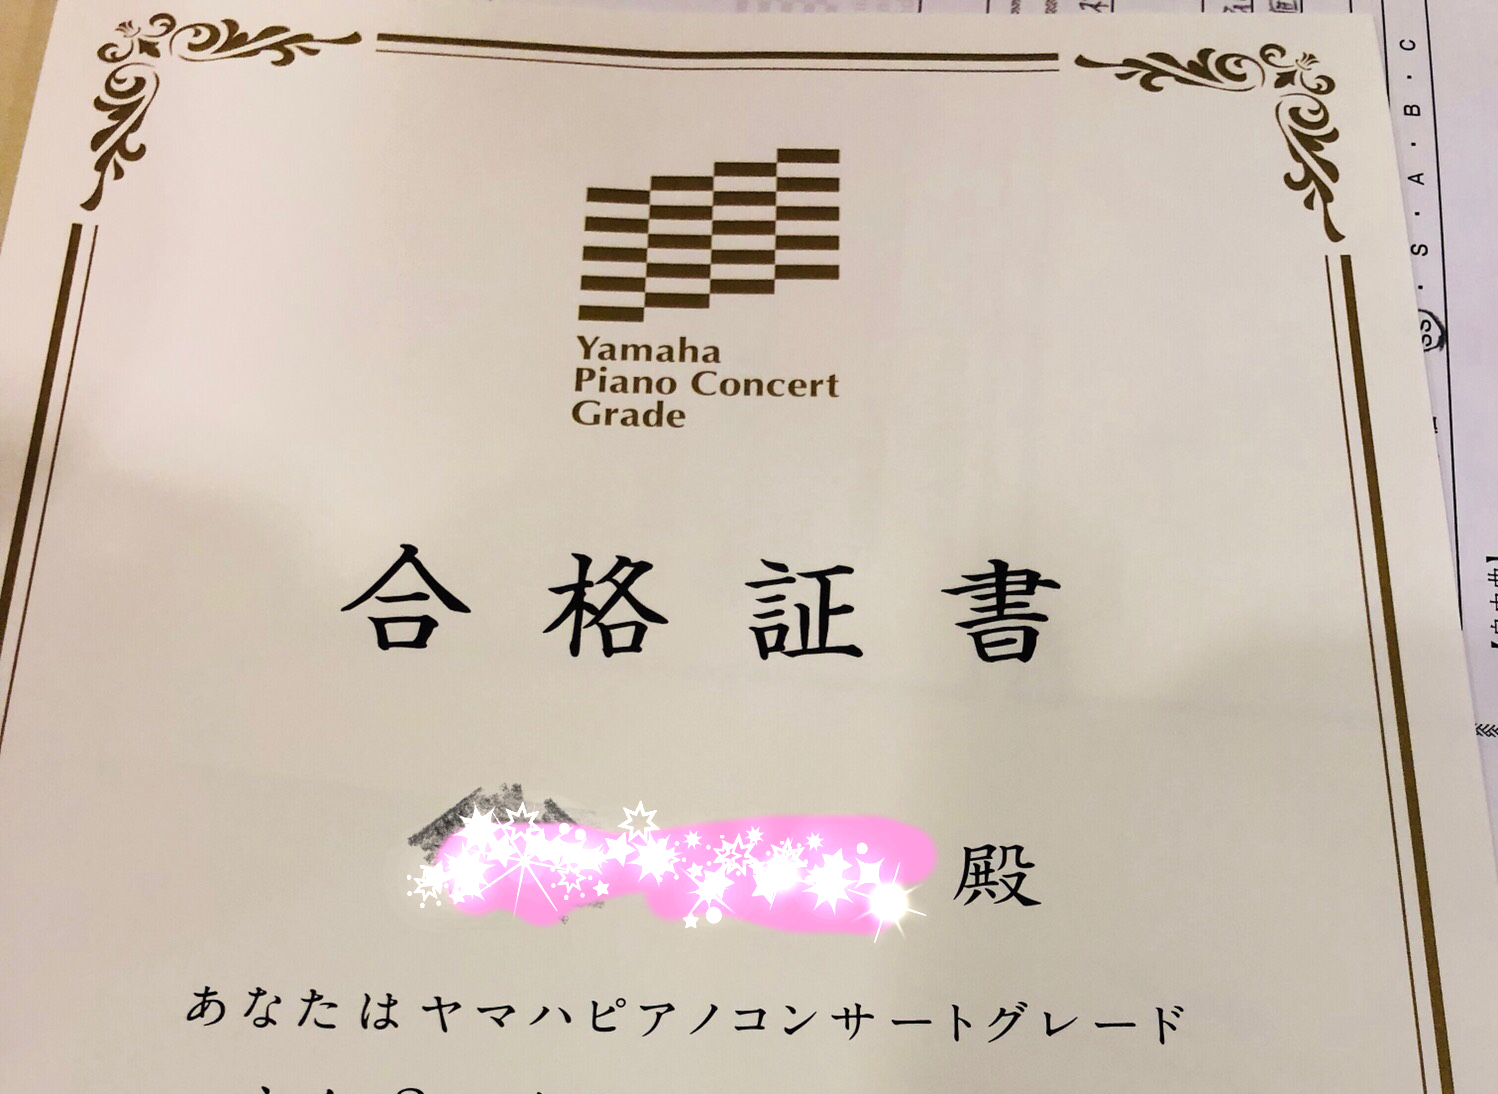 Yamaha
Piano Concert
Grade
合格証書
殿
あなたはヤマハピアノコンサートグレード
SS・S・A・B・C